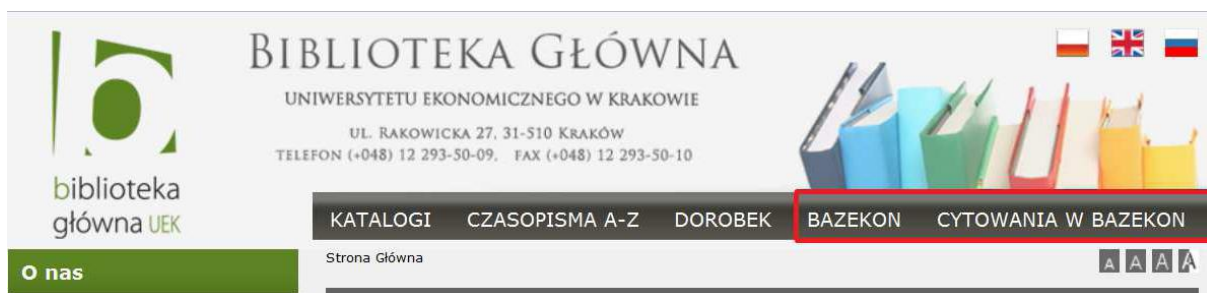 BIBLIOTEKA GŁÓWNA
UNIWERSYTETU EKONOMICZNEGO W KRAKOWIE
UL. RAKOWICKA 27, 31-510 KRAKÓW
TELEFON (+048) 12 293-50-09, FAX (+048) 12 293-50-10
biblioteka
główna UEK
KATALOGI CZASOPISMA A-Z DOROBEK BAZEKON CYTOWANIA W BAZEKON
O nas
Strona Główna
A A A A